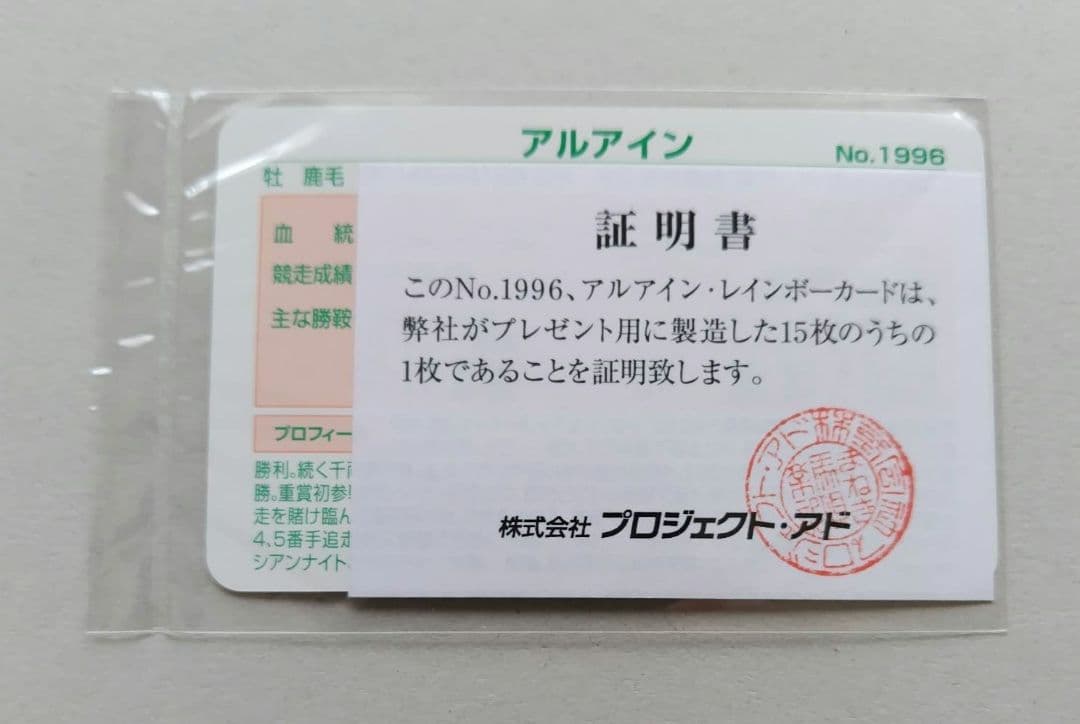 アルアイン
No.1996
牡 鹿毛
血 統
競走成績
主な勝鞍
プロフィー
勝利。続く千
勝。重賞初参
走を賭け臨ん
4、5番手追走
シアンナイト
証明書
このNo.1996、アルアイン・レインボーカードは、
弊社がプレゼント用に製造した15枚のうちの
1枚であることを証明致します。
株式会社 プロジェクト・アド